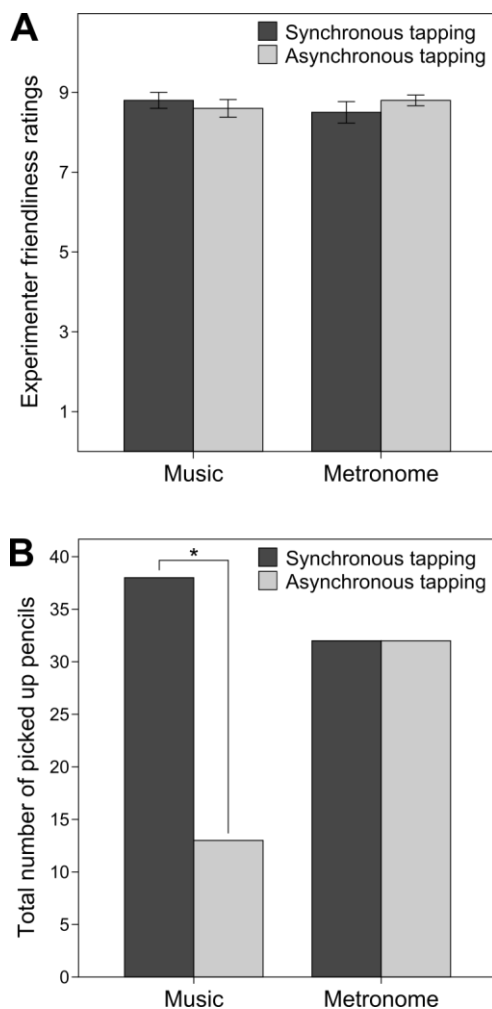 A
Synchronous tapping
Asynchronous tapping
Experimenter friendliness ratings
9
7
5
3
1
Music Metronome
B
Synchronous tapping
Asynchronous tapping
Total number of picked up pencils
40
35
30
25
20
15
10
5
0
*
Music Metronome